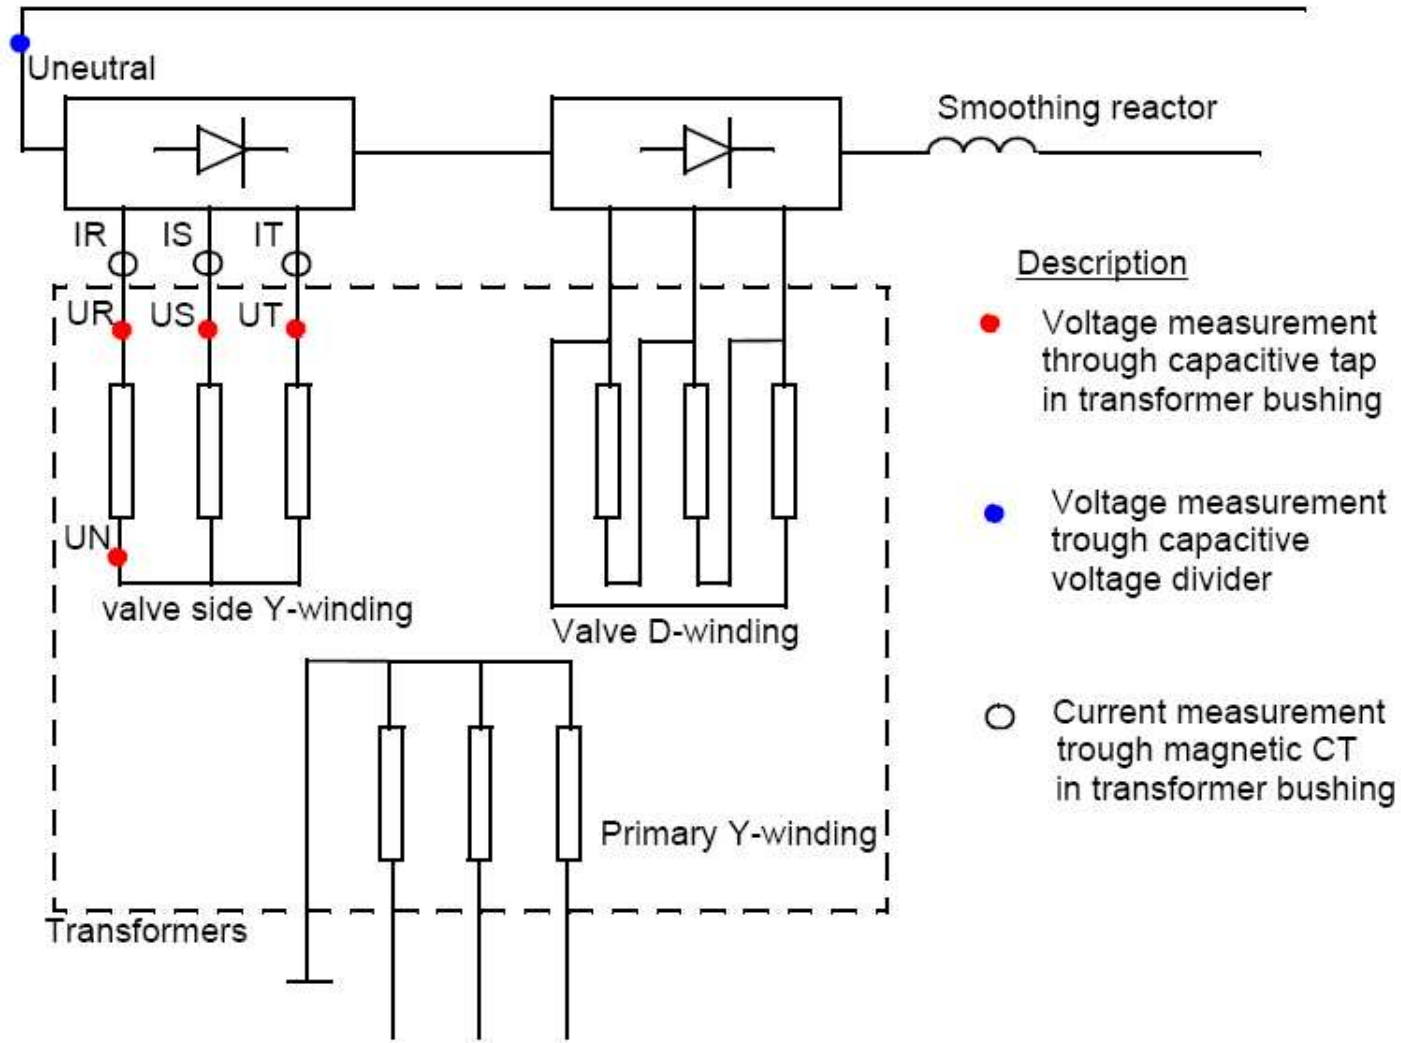 Uneutral
Smoothing reactor
IR
IS
IT
UR
US
UT
UN
valve side Y-winding
Valve D-winding
Primary Y-winding
Transformers
Description
Voltage measurement
through capacitive tap
in transformer bushing
Voltage measurement
trough capacitive
voltage divider
Current measurement
trough magnetic CT
in transformer bushing